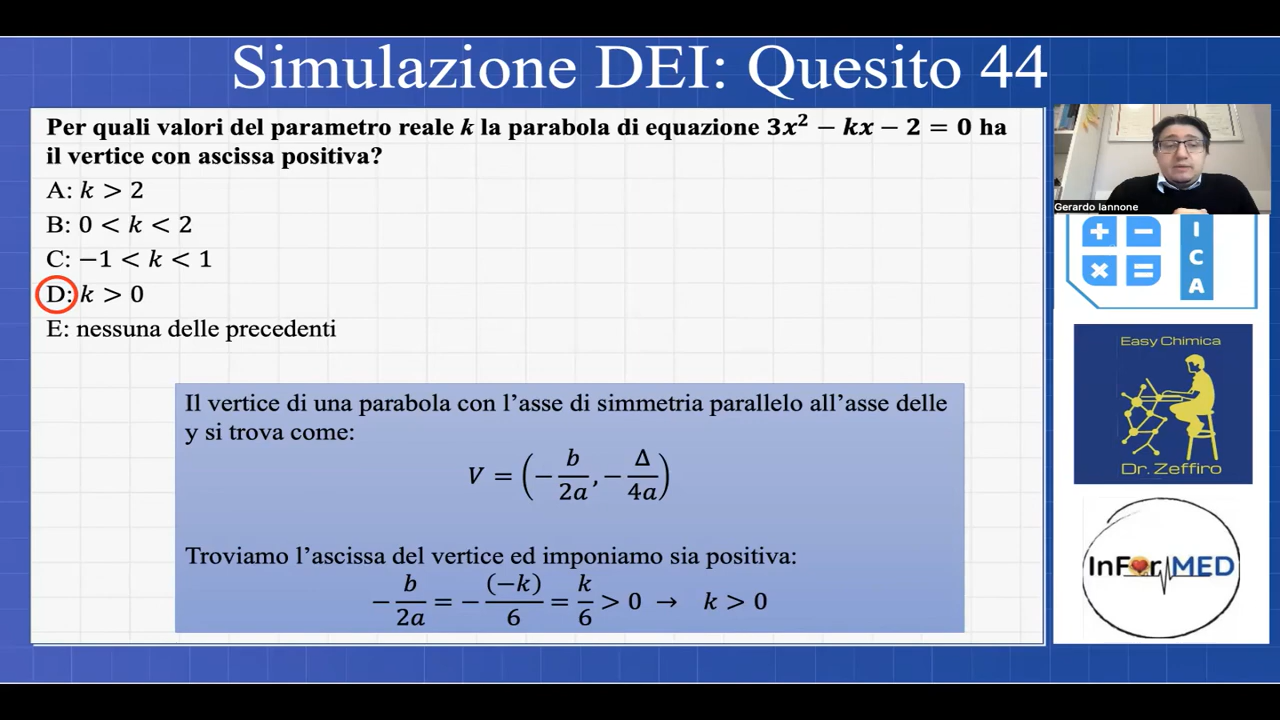 Simulazione DEI: Quesito 44
Per quali valori del parametro reale k la parabola di equazione 3x² − kx − 2 = 0 ha
il vertice con ascissa positiva?
A: k > 2
B: 0 < k < 2
C: −1 < k < 1
D: k > 0
E: nessuna delle precedenti
Il vertice di una parabola con l’asse di simmetria parallelo all’asse delle
y si trova come:
V = (−b/2a, −Δ/4a)
Troviamo l’ascissa del vertice ed imponiamo sia positiva:
−b/2a = −(−k)/6 = k/6 > 0 → k > 0
Gerardo Iannone
+ − I
C
× = A
Easy Chimica
Dr. Zeffiro
InForMED